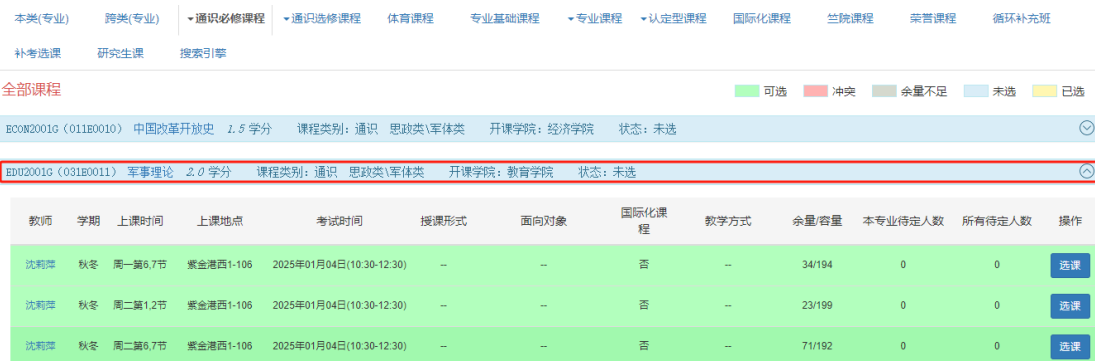 本类(专业) 跨类(专业) 通识必修课程 通识选修课程 体育课程 专业基础课程 专业课程 认定型课程 国际化课程 竺院课程 荣誉课程 循环补充班
补考选课 研究生课 搜索引擎
全部课程 可选 冲突 余量不足 未选 已选
ECON2001G（011E0010） 中国改革开放史 1.5 学分 课程类别：通识 思政类\军体类 开课学院：经济学院 状态：未选
EDU2001G（031E0011） 军事理论 2.0 学分 课程类别：通识 思政类\军体类 开课学院：教育学院 状态：未选
教师 学期 上课时间 上课地点 考试时间 授课形式 面向对象 国际化课程 教学方式 余量/容量 本专业待定人数 所有待定人数 操作
沈莉萍 秋冬 周一第6,7节 紫金港西1-106 2025年01月04日(10:30-12:30) -- -- 否 -- 34/194 0 0 选课
沈莉萍 秋冬 周二第1,2节 紫金港西1-106 2025年01月04日(10:30-12:30) -- -- 否 -- 23/199 0 0 选课
沈莉萍 秋冬 周二第6,7节 紫金港西1-106 2025年01月04日(10:30-12:30) -- -- 否 -- 71/192 0 0 选课